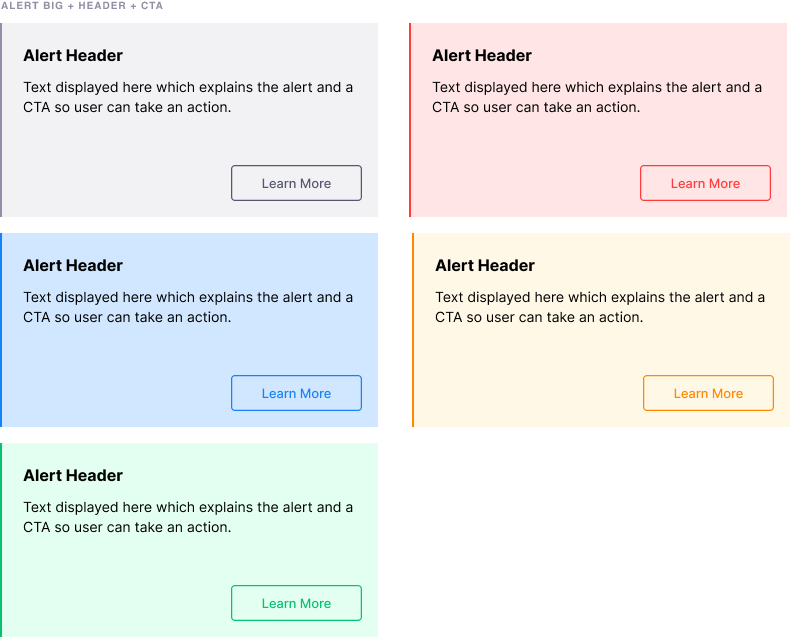 ALERT BIG + HEADER + CTA
Alert Header
Text displayed here which explains the alert and a
CTA so user can take an action.
Learn More
Alert Header
Text displayed here which explains the alert and a
CTA so user can take an action.
Learn More
Alert Header
Text displayed here which explains the alert and a
CTA so user can take an action.
Learn More
Alert Header
Text displayed here which explains the alert and a
CTA so user can take an action.
Learn More
Alert Header
Text displayed here which explains the alert and a
CTA so user can take an action.
Learn More